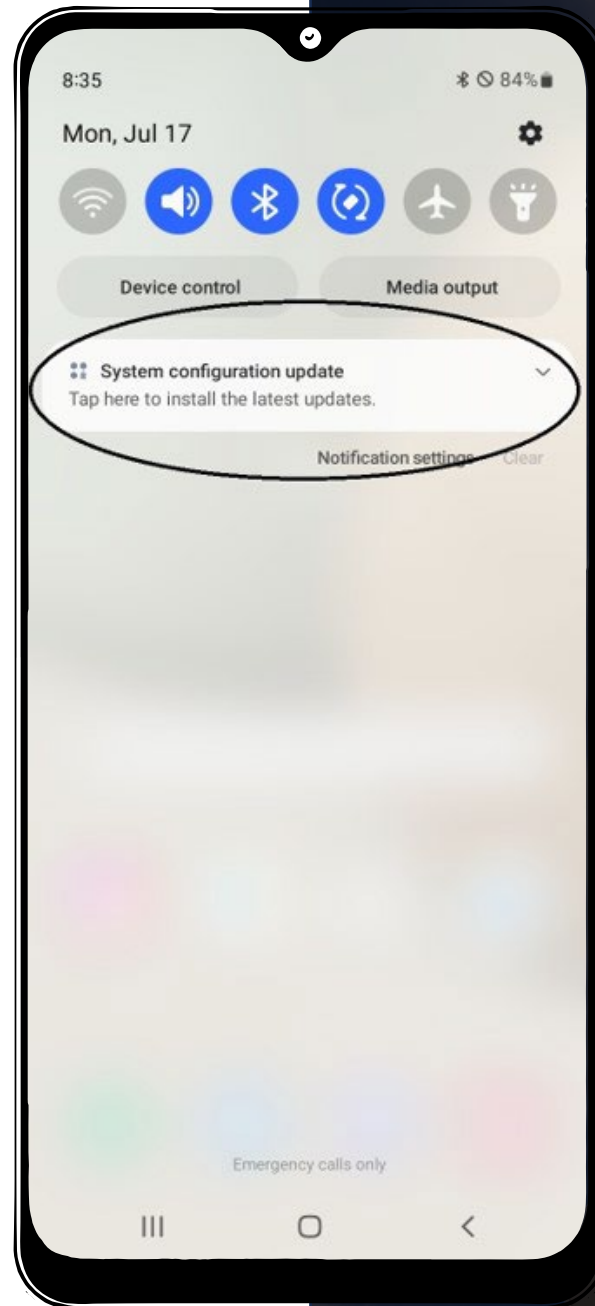 8:35
84%
Mon, Jul 17
Device control
Media output
System configuration update
Tap here to install the latest updates.
Notification settings
Clear
Emergency calls only